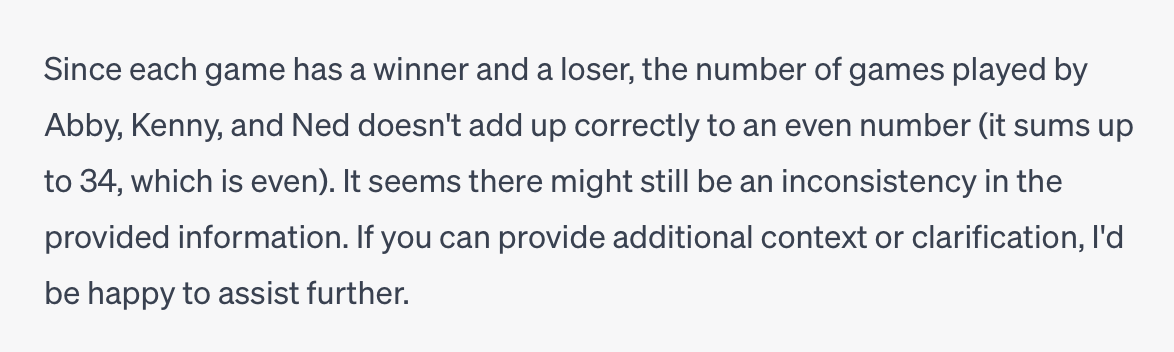 Since each game has a winner and a loser, the number of games played by
Abby, Kenny, and Ned doesn't add up correctly to an even number (it sums up
to 34, which is even). It seems there might still be an inconsistency in the
provided information. If you can provide additional context or clarification, I'd
be happy to assist further.